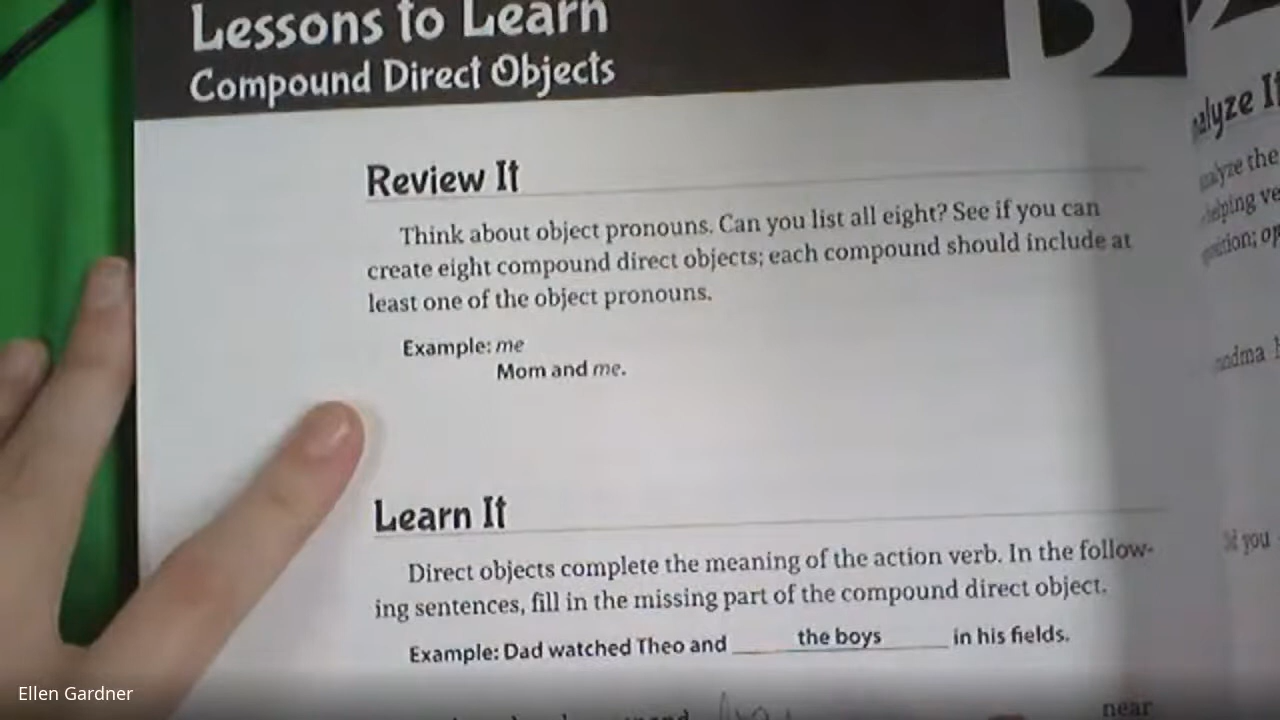 Lessons to Learn
Compound Direct Objects
Review It
Think about object pronouns. Can you list all eight? See if you can
create eight compound direct objects; each compound should include at
least one of the object pronouns.
Example: me
Mom and me.
Learn It
Direct objects complete the meaning of the action verb. In the follow-
ing sentences, fill in the missing part of the compound direct object.
Example: Dad watched Theo and ____ the boys ____ in his fields.
near
the
you
Ellen Gardner